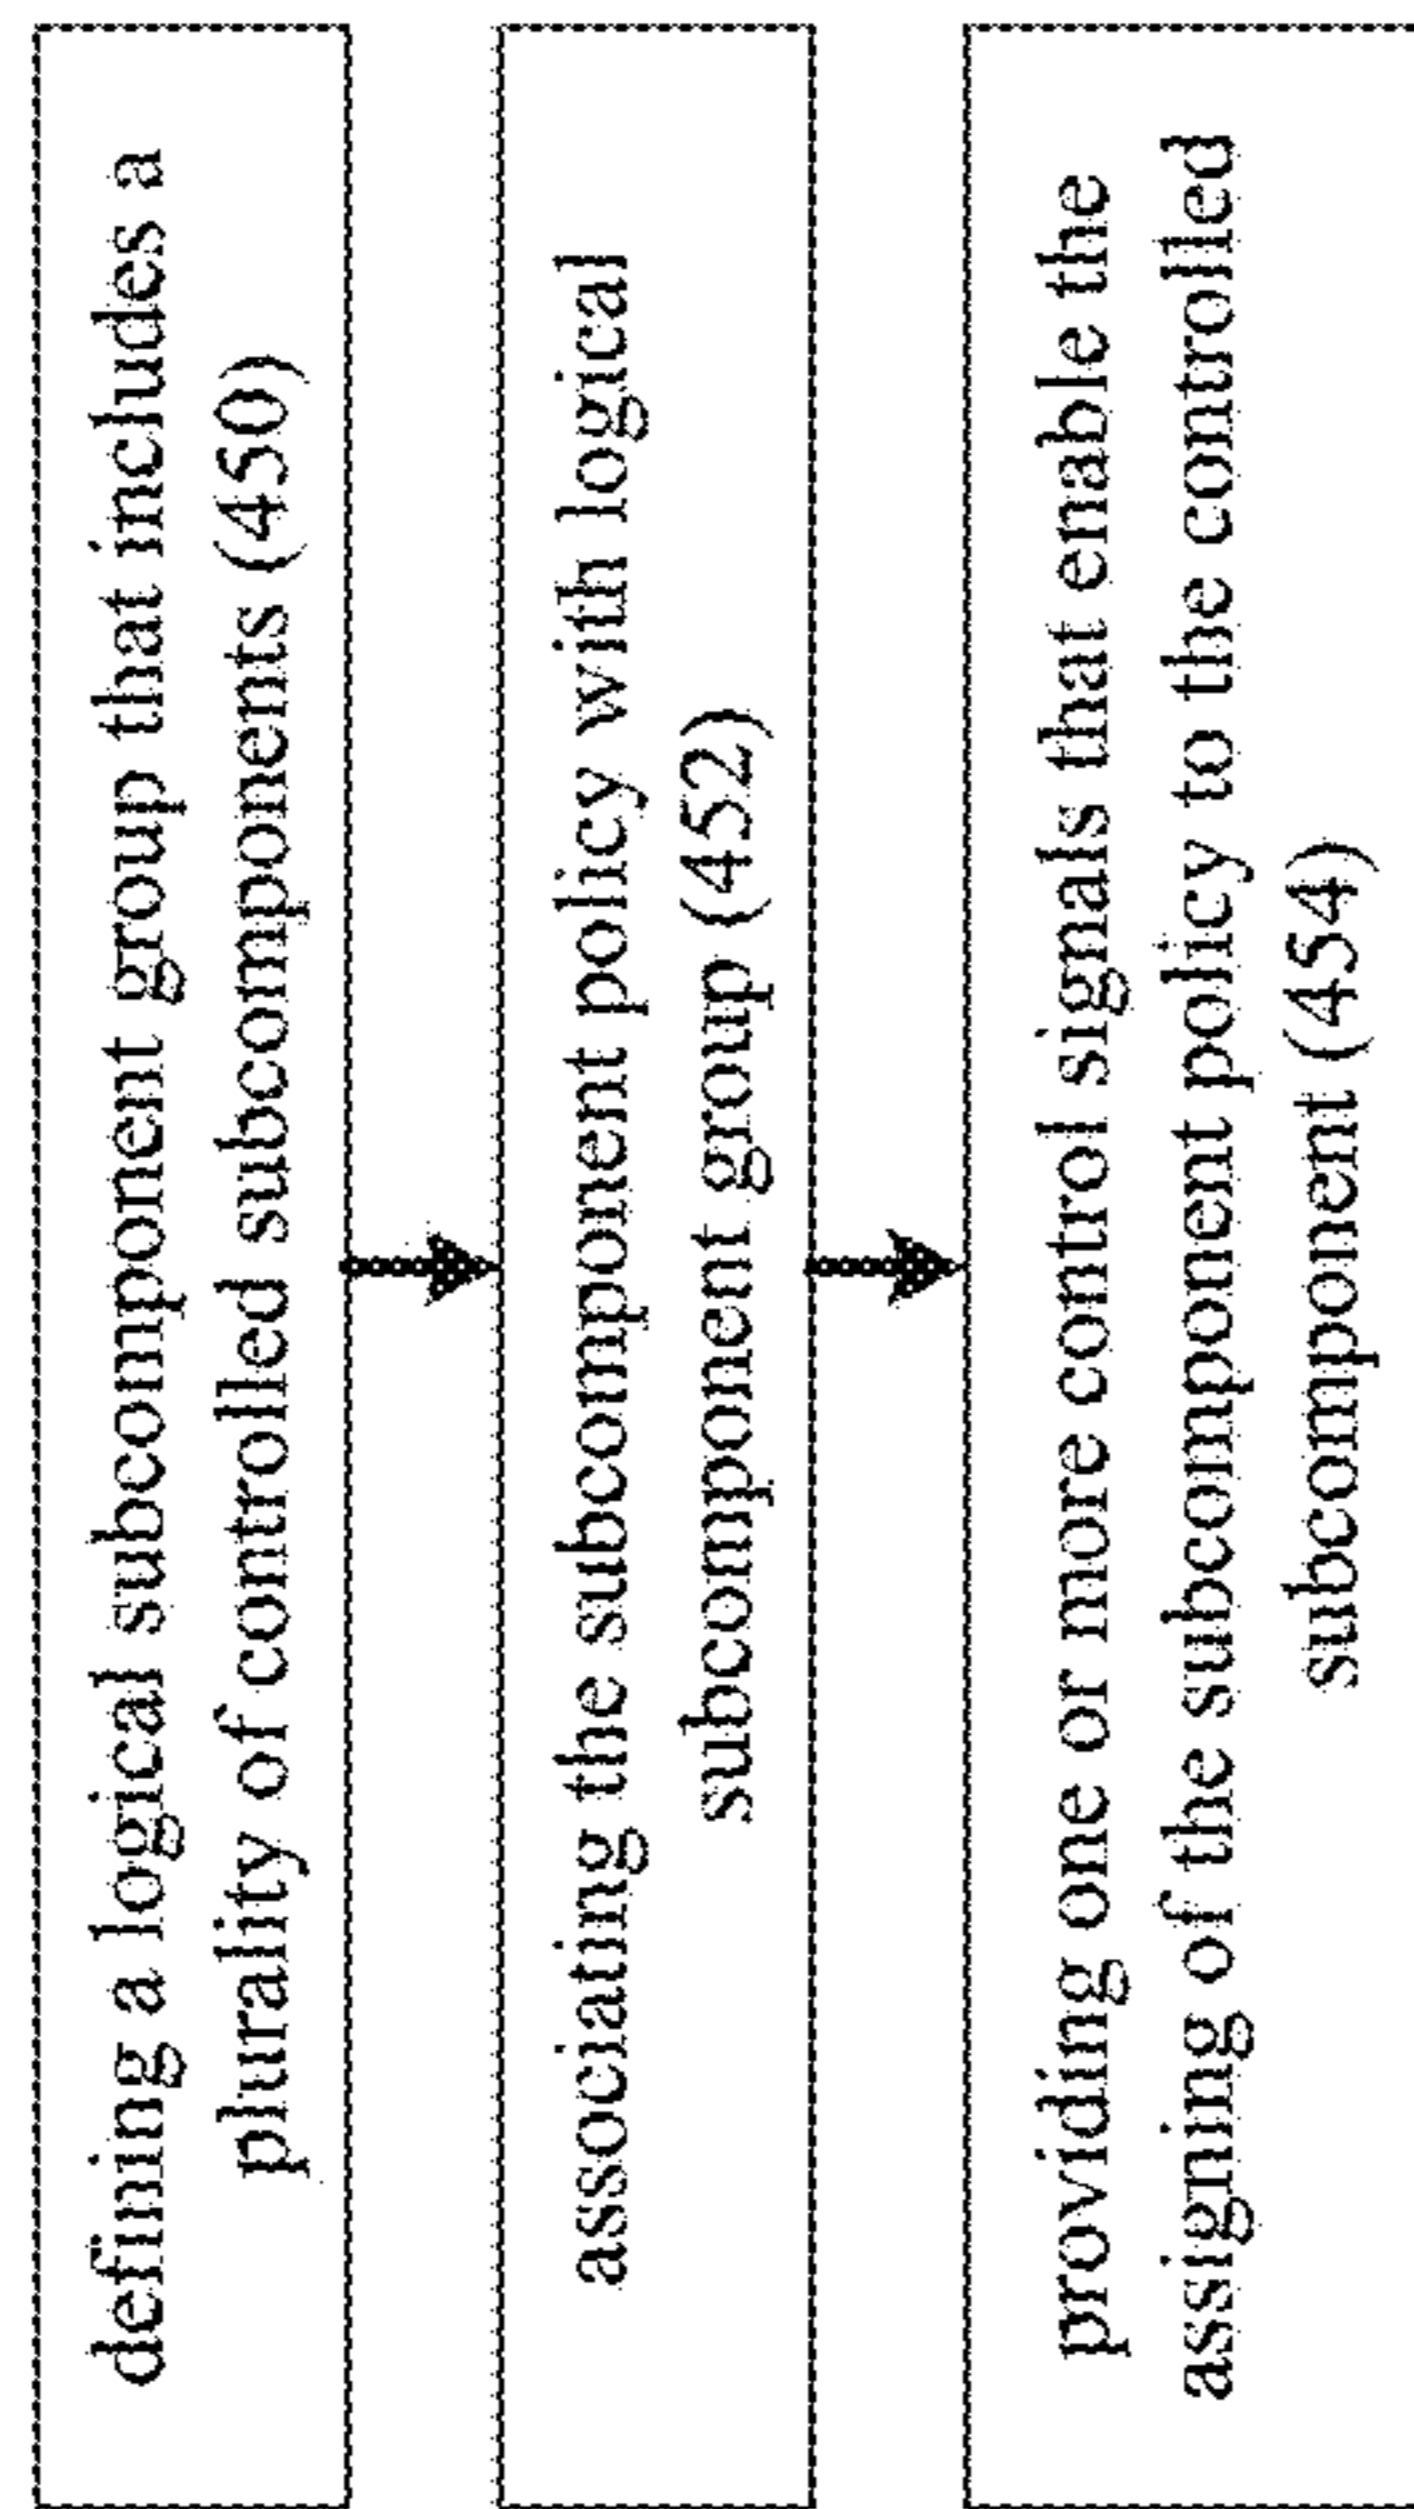 defining a logical subcomponent group that includes a
plurality of controlled subcomponents (450)
associating the subcomponent policy with logical
subcomponent group (452)
providing one or more control signals that enable the
assigning of the subcomponent policy to the controlled
subcomponent (454)